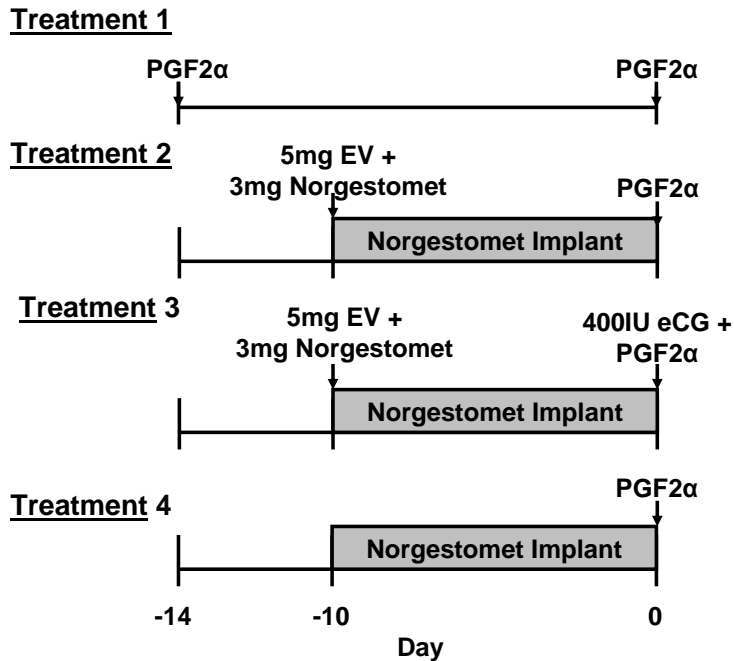 Treatment 1
PGF2α PGF2α
Treatment 2
5mg EV +
3mg Norgestomet
PGF2α
Norgestomet Implant
Treatment 3
5mg EV +
3mg Norgestomet
400IU eCG +
PGF2α
Norgestomet Implant
Treatment 4
PGF2α
Norgestomet Implant
-14 -10 0
Day